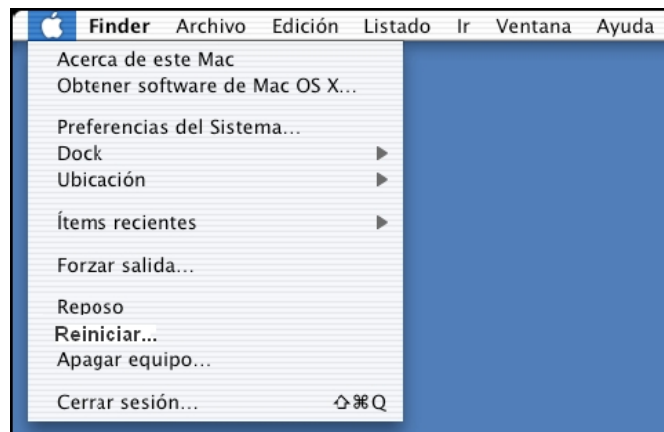 Finder Archivo Edición Listado Ir Ventana Ayuda
Acerca de este Mac
Obtener software de Mac OS X...
Preferencias del Sistema...
Dock
Ubicación
Ítems recientes
Forzar salida...
Reposo
Reiniciar...
Apagar equipo...
Cerrar sesión... ⇧⌘Q